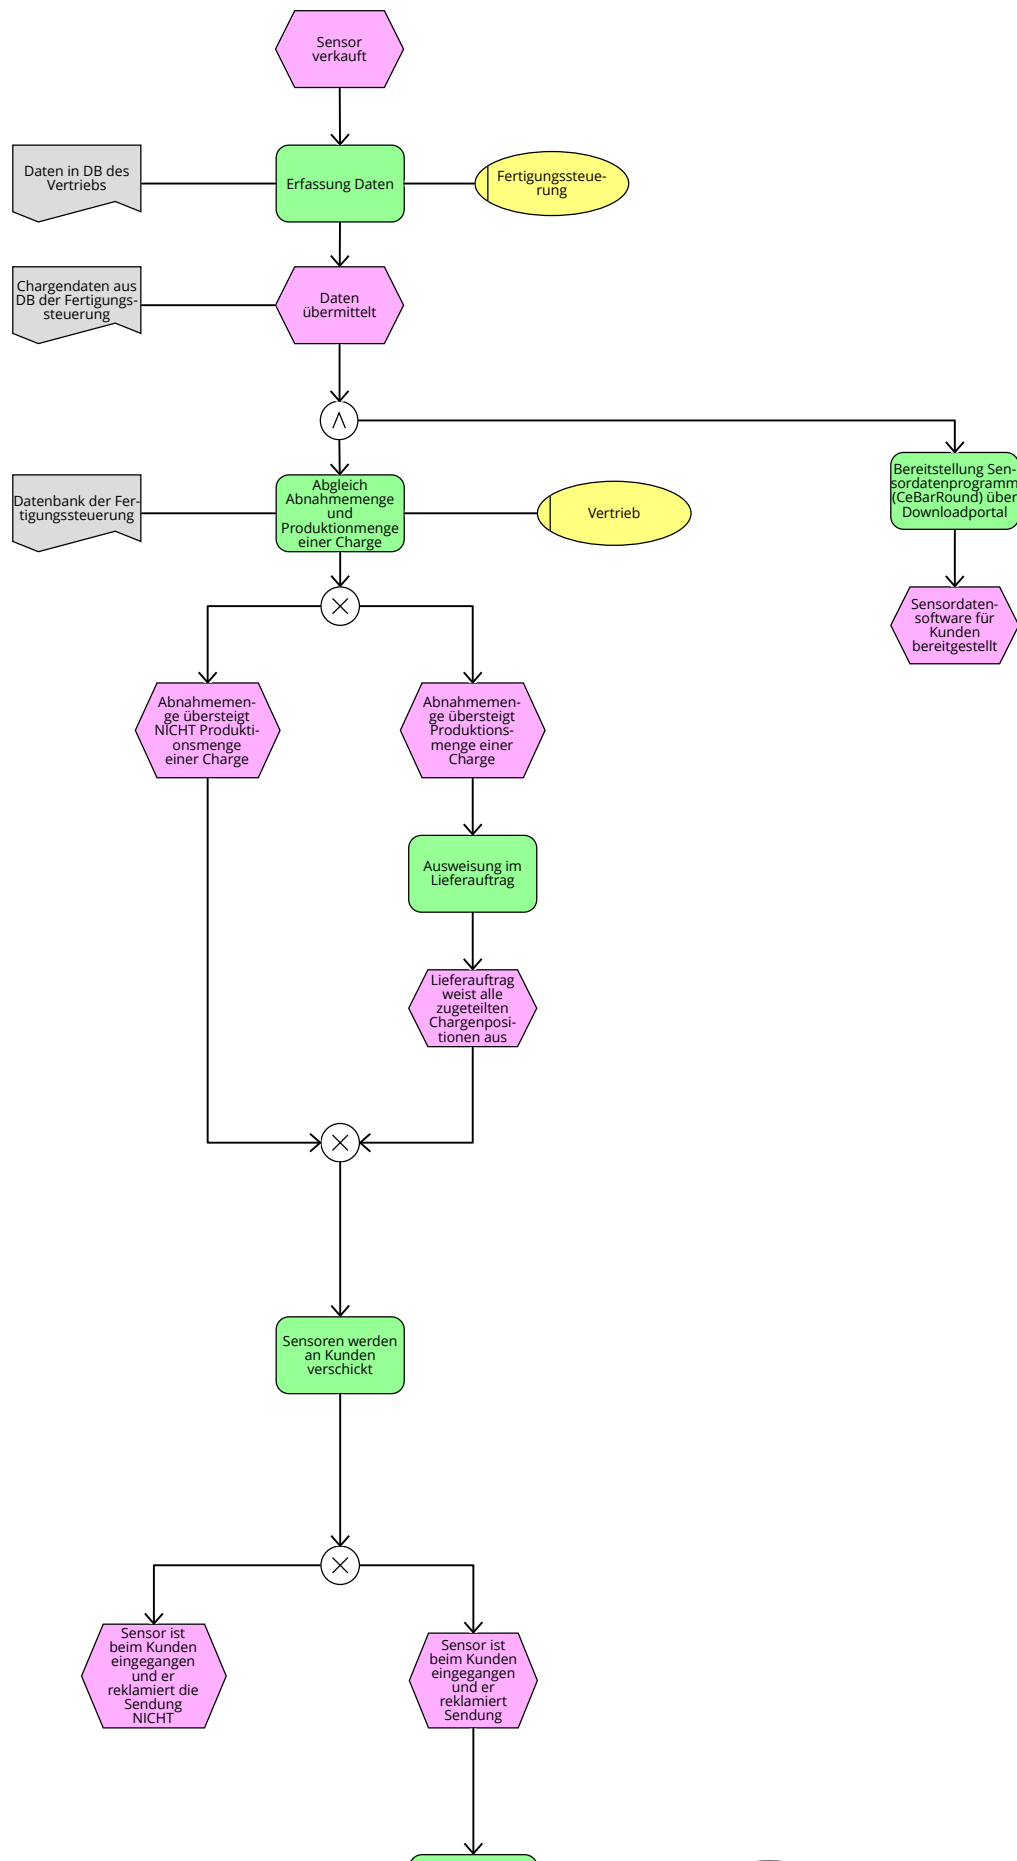 Sensor
verkauft
Daten in DB des
Vertriebs
Erfassung Daten
Fertigungssteue-
rung
Chargendaten aus
DB der Fertigungs-
steuerung
Daten
übermittelt
Datenbank der Fer-
tigungssteuerung
Abgleich
Abnahmemenge
und
Produktionmenge
einer Charge
Vertrieb
Bereitstellung Sen-
sordatenprogramm
(CeBarRound) über
Downloadportal
Sensordaten-
software für
Kunden
bereitgestellt
Abnahmemen-
ge übersteigt
NICHT Produkti-
onsmenge
einer Charge
Abnahmemen-
ge übersteigt
Produktions-
menge einer
Charge
Ausweisung im
Lieferauftrag
Lieferauftrag
weist alle
zugeteilten
Chargenposi-
tionen aus
Sensoren werden
an Kunden
verschickt
Sensor ist
beim Kunden
eingegangen
und er
reklamiert die
Sendung
NICHT
Sensor ist
beim Kunden
eingegangen
und er
reklamiert
Sendung